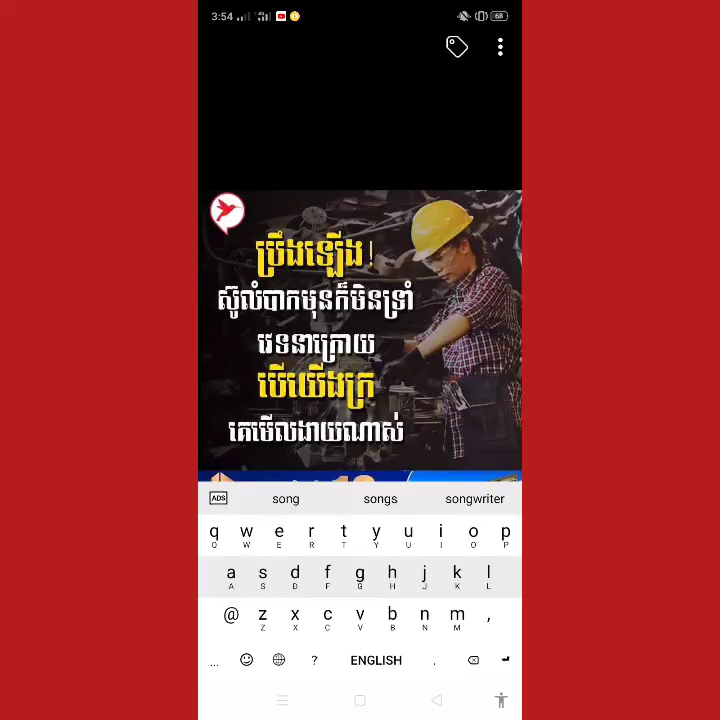 3:54
68
ប្រឹងឡើង!
ស៊ូលំបាកមុនក៏មិនទ្រាំ
វេទនាក្រោយ
បើយើងក្រ
គេមើលងាយណាស់
ADS song songs songwriter
q w e r t y u i o p
Q W E R T Y U I O P
a s d f g h j k l
A S D F G H J K L
@ z x c v b n m ,
Z X C V B N M
... ? ENGLISH .